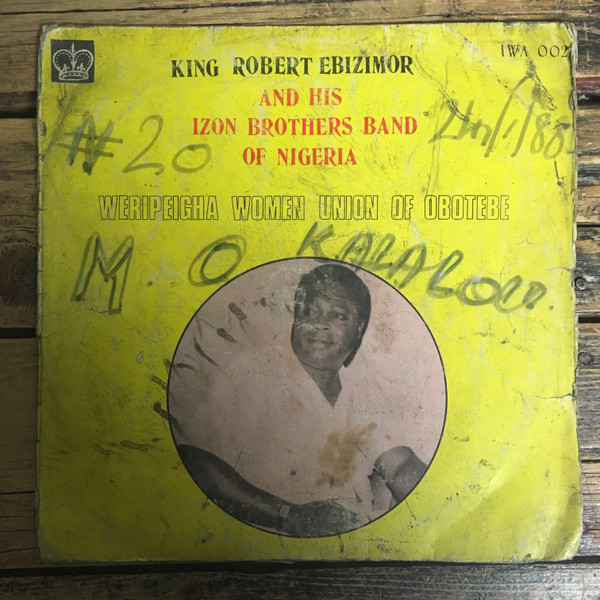 IWA 002
KING ROBERT EBIZIMOR
AND HIS
IZON BROTHERS BAND
OF NIGERIA
#20
WERIPEIGHA WOMEN UNION OF OBOTEBE
M. O KALALOU.